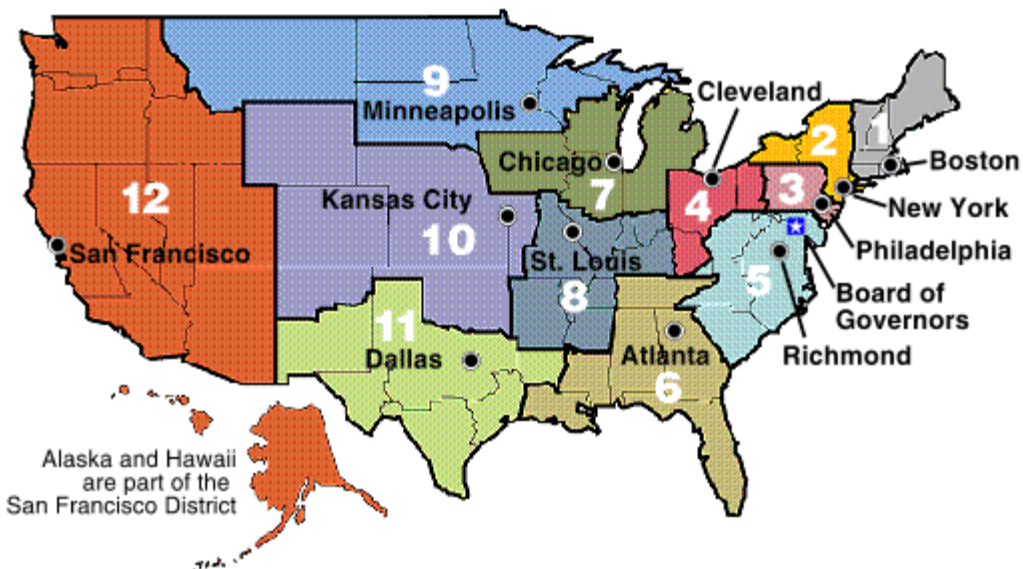 Cleveland
9
Minneapolis
2
1
Chicago
7
Boston
12
Kansas City
4
3
New York
10
San Francisco
St. Louis
Philadelphia
8
5
Board of
Governors
11
Dallas
Atlanta
Richmond
6
Alaska and Hawaii
are part of the
San Francisco District